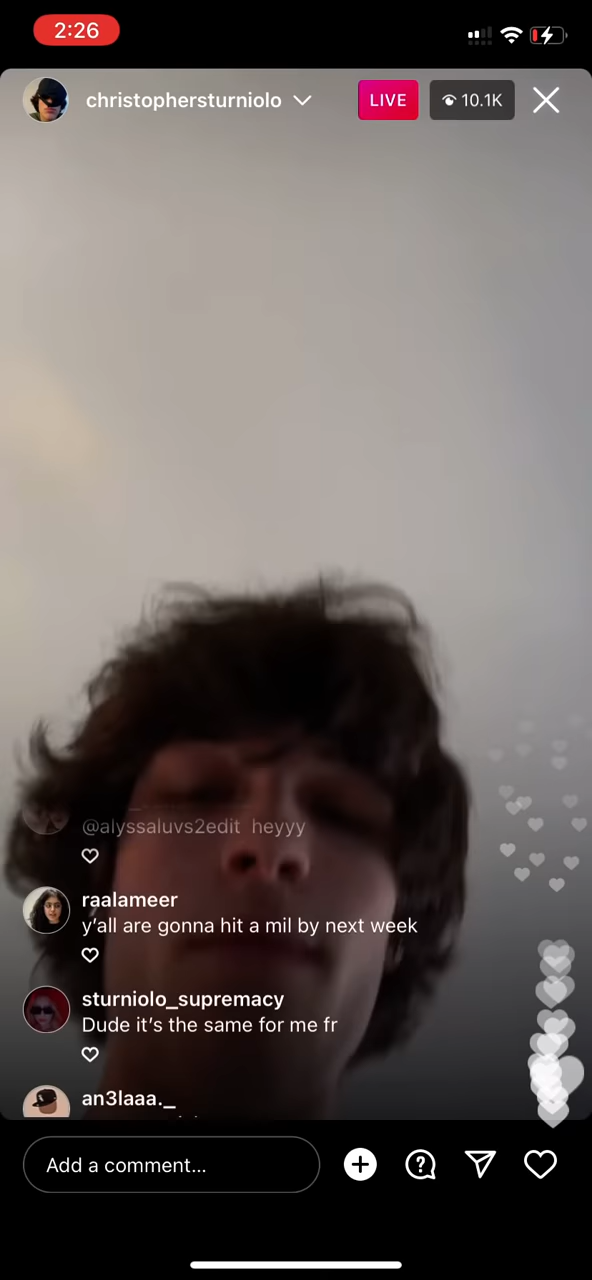 2:26
christophersturniolo
LIVE
10.1K
@alyssaluvs2edit heyyy
raalameer
y'all are gonna hit a mil by next week
sturniolo_supremacy
Dude it's the same for me fr
an3laaa._
Add a comment...